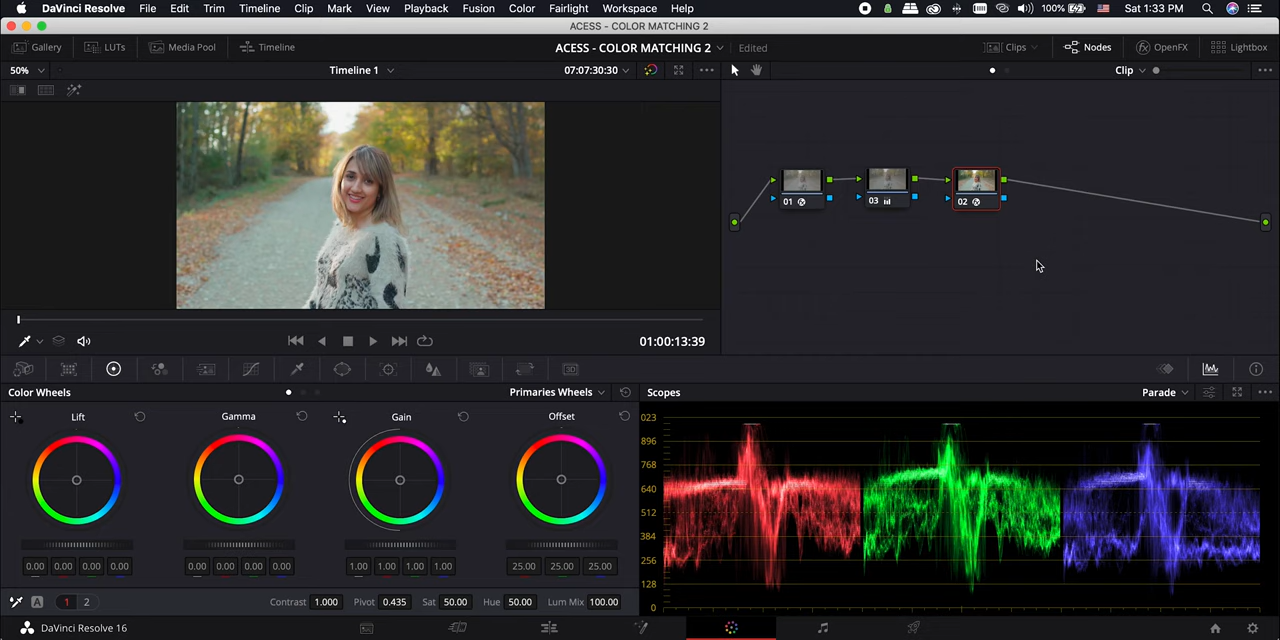 DaVinci Resolve File Edit Trim Timeline Clip Mark View Playback Fusion Color Fairlight Workspace Help 100% Sat 1:33 PM
ACESS - COLOR MATCHING 2
Gallery LUTs Media Pool Timeline ACESS - COLOR MATCHING 2 Edited Clips Nodes OpenFX Lightbox
50% Timeline 1 07:07:30:30 Clip
01 03 02
01:00:13:39
Color Wheels Primaries Wheels Scopes Parade
Lift Gamma Gain Offset
023
896
768
640
512
384
256
128
0
0.00 0.00 0.00 0.00 0.00 0.00 0.00 0.00 1.00 1.00 1.00 1.00 25.00 25.00 25.00
A 1 2 Contrast 1.000 Pivot 0.435 Sat 50.00 Hue 50.00 Lum Mix 100.00
DaVinci Resolve 16